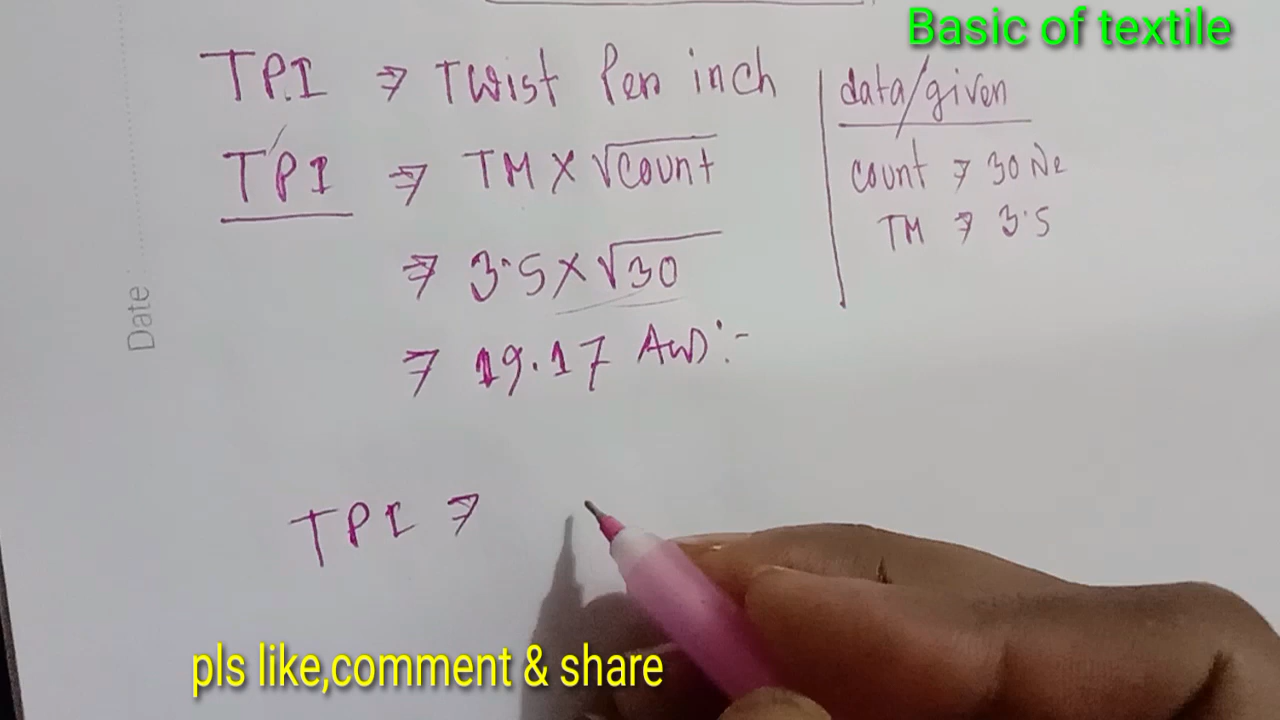 Basic of textile
TPI ⇒ Twist Per inch
data/given
TPI ⇒ TM × √count
count ⇒ 30 Ne
TM ⇒ 3.5
⇒ 3.5 × √30
⇒ 19.17 Ans:-
Date
TPI ⇒
pls like,comment & share